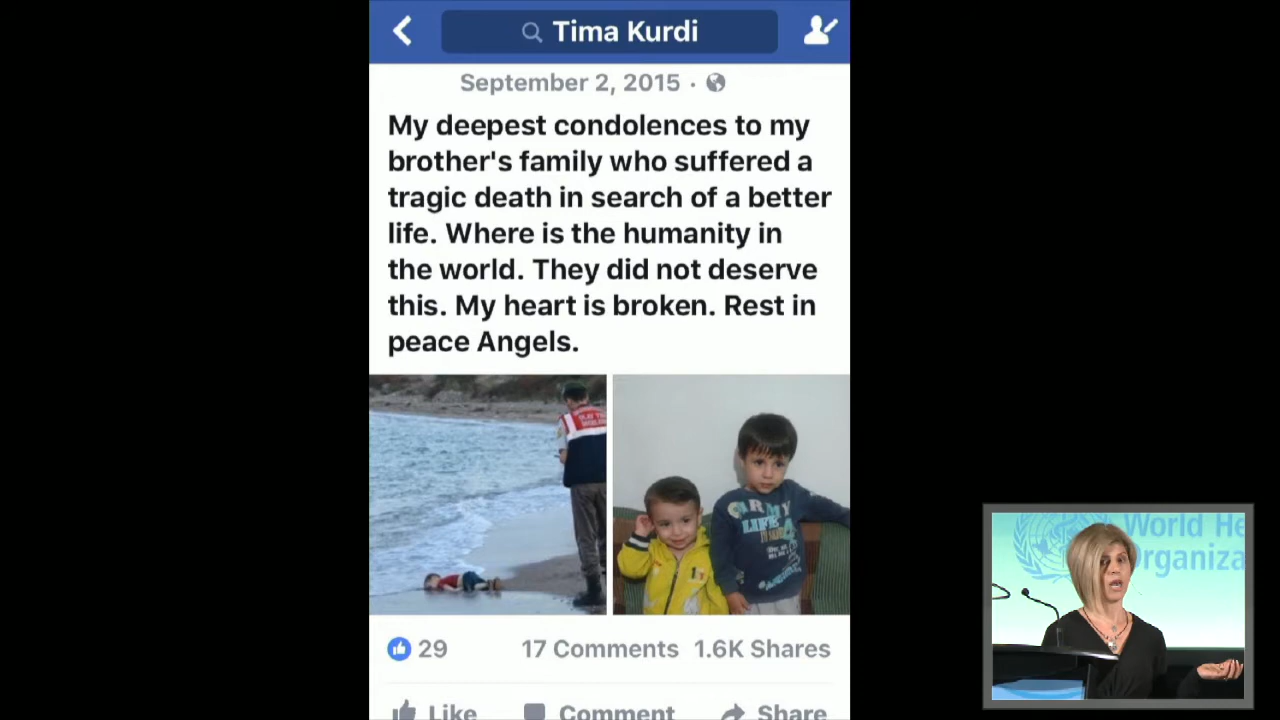 Tima Kurdi
September 2, 2015 ·
My deepest condolences to my
brother's family who suffered a
tragic death in search of a better
life. Where is the humanity in
the world. They did not deserve
this. My heart is broken. Rest in
peace Angels.
ARMY
LIFE
29
17 Comments 1.6K Shares
Like
Comment
Share
World He
Organiza